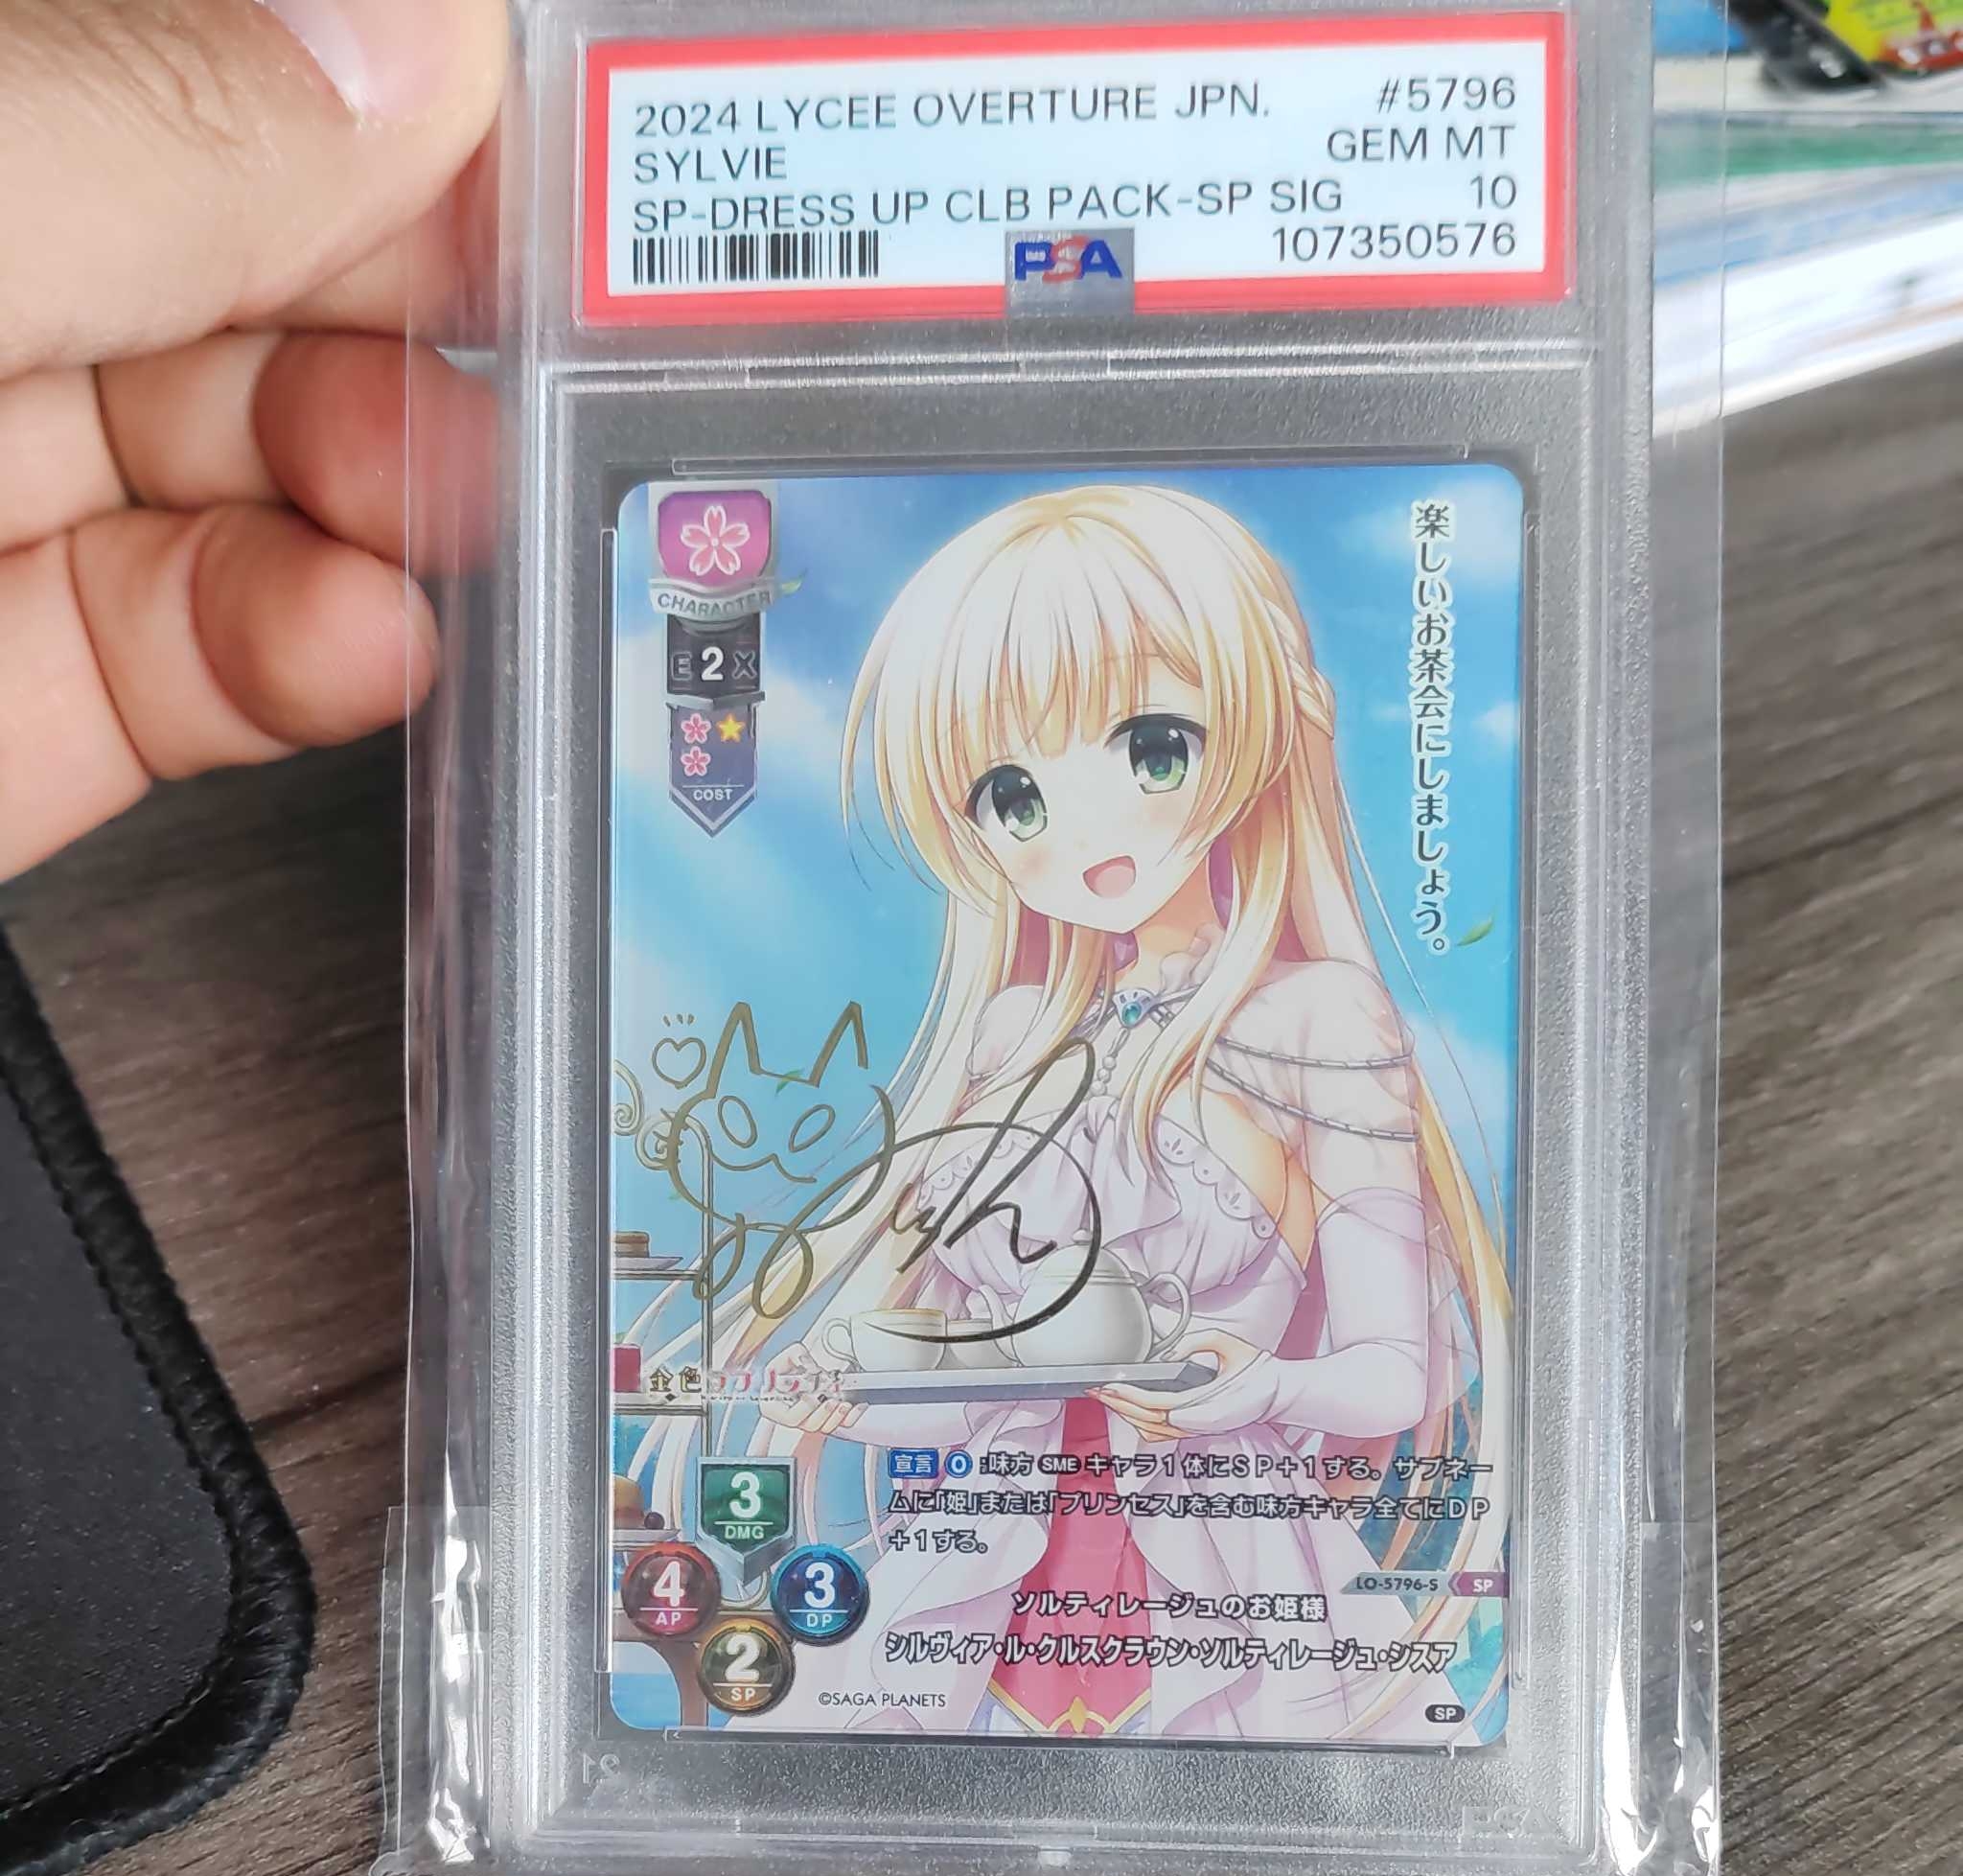 2024 LYCEE OVERTURE JPN. #5796
SYLVIE GEM MT
SP-DRESS UP CLB PACK-SP SIG 10
107350576
PSA
CHARACTER
E 2 X
COST
楽しいお茶会にしましょう。
金色ラブリッチェ
宣言 0 :味方 SME キャラ1体にSP+1する。サブネー
ムに「姫」または「プリンセス」を含む味方キャラ全てにDP
+1する。
3
DMG
4
AP
3
DP
2
SP
LO-5796-S SP
ソルティレージュのお姫様
シルヴィア・ル・クルスクラウン・ソルティレージュ・シスア
©SAGA PLANETS
SP